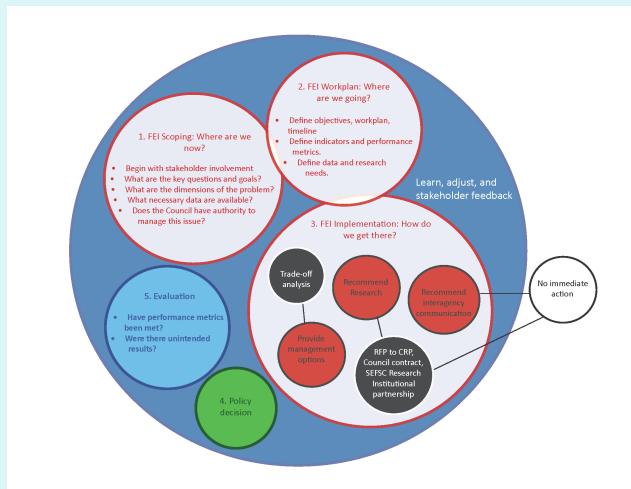 2. FEI Workplan: Where
are we going?
• Define objectives, workplan,
timeline
• Define indicators and performance
metrics.
• Define data and research
needs.
1. FEI Scoping: Where are we
now?
• Begin with stakeholder involvement
• What are the key questions and goals?
• What are the dimensions of the problem?
• What necessary data are available?
• Does the Council have authority to
manage this issue?
Learn, adjust, and
stakeholder feedback
3. FEI Implementation: How do
we get there?
Trade-off
analysis
Recommend
Research
Recommend
interagency
communication
No immediate
action
Provide
management
options
RFP to CRP,
Council contract,
SEFSC Research
Institutional
partnership
5. Evaluation
• Have performance metrics
been met?
• Were there unintended
results?
4. Policy
decision